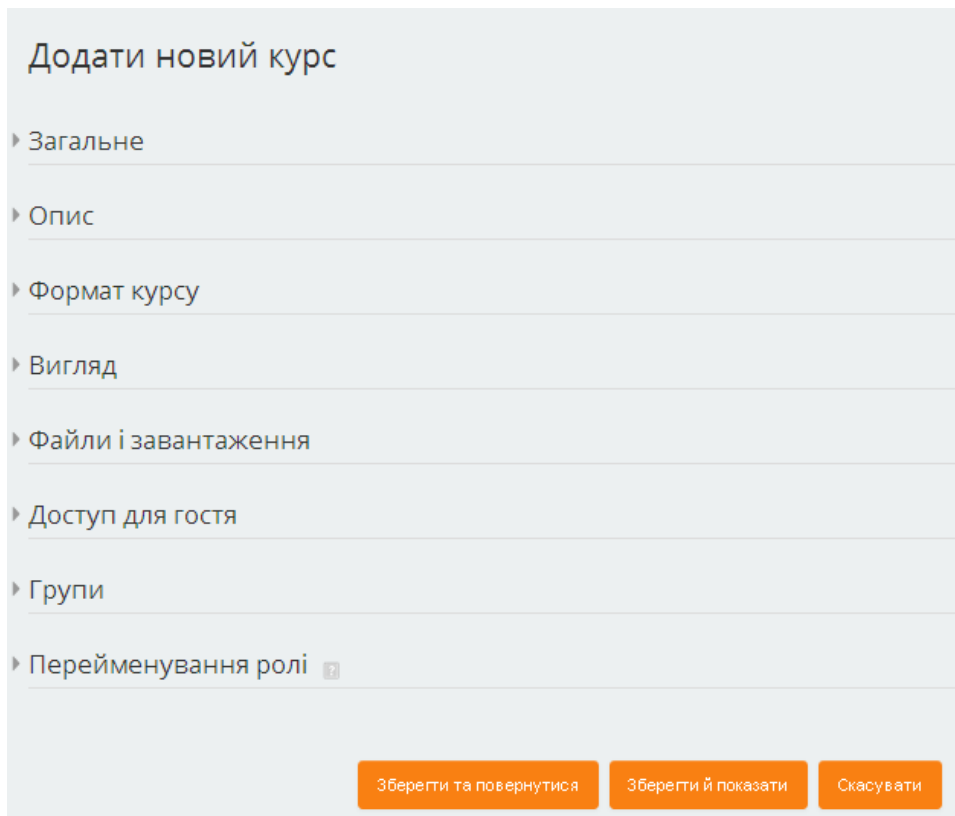 Додати новий курс
Загальне
Опис
Формат курсу
Вигляд
Файли і завантаження
Доступ для гостя
Групи
Перейменування ролі ?
Зберегти та повернутися Зберегти й показати Скасувати